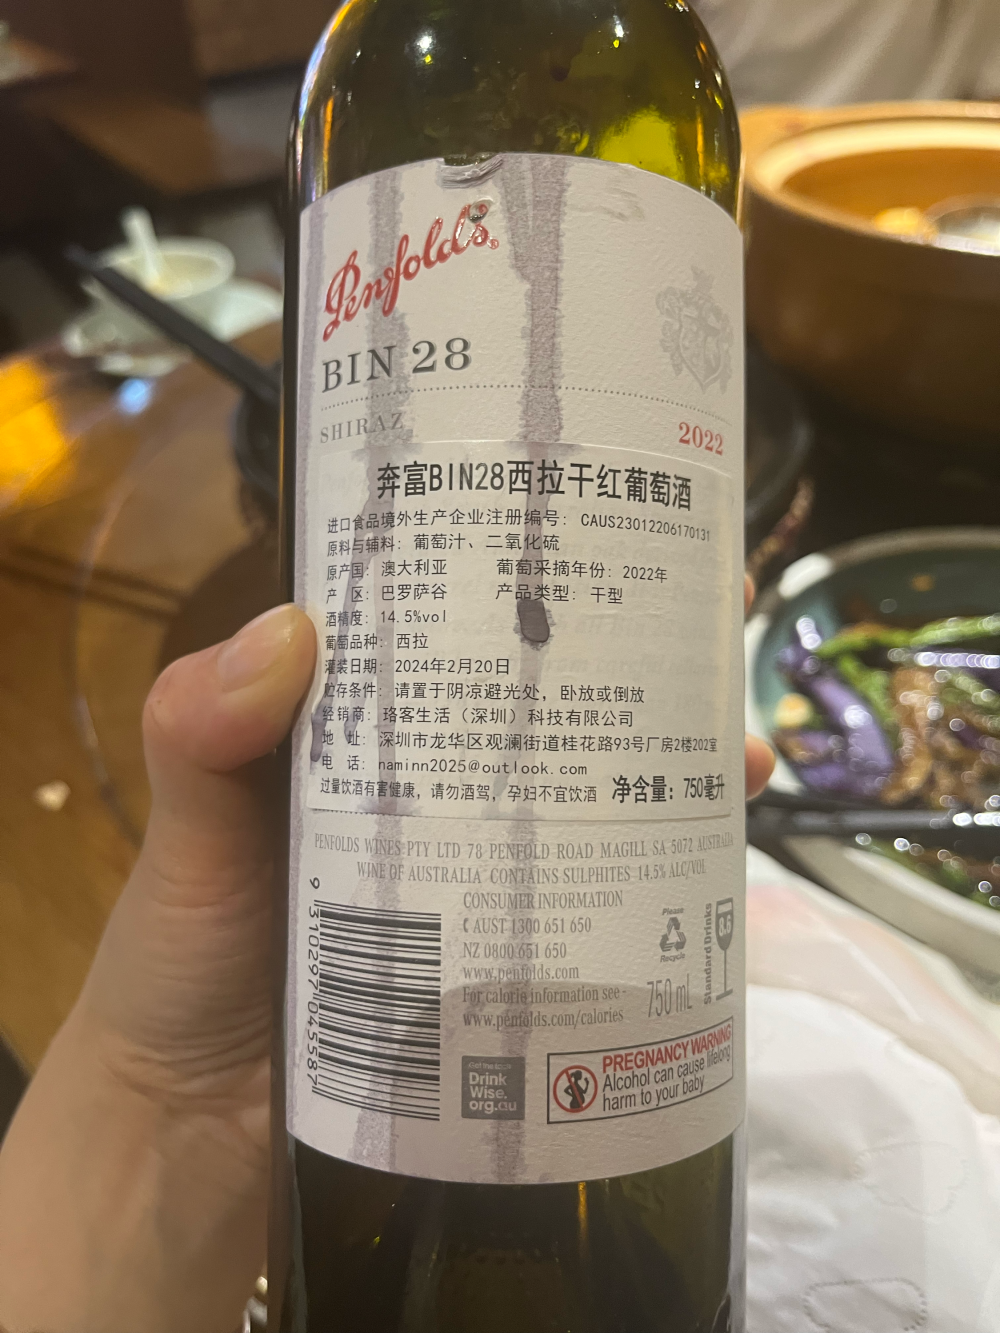 Penfolds
BIN 28
SHIRAZ
2022
奔富BIN28西拉干红葡萄酒
进口食品境外生产企业注册编号: CAUS23012206170131
原料与辅料: 葡萄汁、二氧化硫
原产国: 澳大利亚 葡萄采摘年份: 2022年
产 区: 巴罗萨谷 产品类型: 干型
酒精度: 14.5%vol
葡萄品种: 西拉
灌装日期: 2024年2月20日
贮存条件: 请置于阴凉避光处, 卧放或倒放
经销商: 珞客生活（深圳）科技有限公司
地 址: 深圳市龙华区观澜街道桂花路93号厂房2楼202室
电 话: naminn2025@outlook.com
过量饮酒有害健康, 请勿酒驾, 孕妇不宜饮酒 净含量: 750毫升
PENFOLDS WINES PTY LTD 78 PENFOLD ROAD MAGILL SA 5072 AUSTRALIA
WINE OF AUSTRALIA CONTAINS SULPHITES 14.5% ALC/VOL
CONSUMER INFORMATION
AUST 1300 651 650
NZ 0800 651 650
www.penfolds.com
For calorie information see -
www.penfolds.com/calories
Please
Recycle
750 mL
Standard Drinks
8.6
9 310297 045587
Drink
Wise.
org.au
PREGNANCY WARNING
Alcohol can cause lifelong
harm to your baby